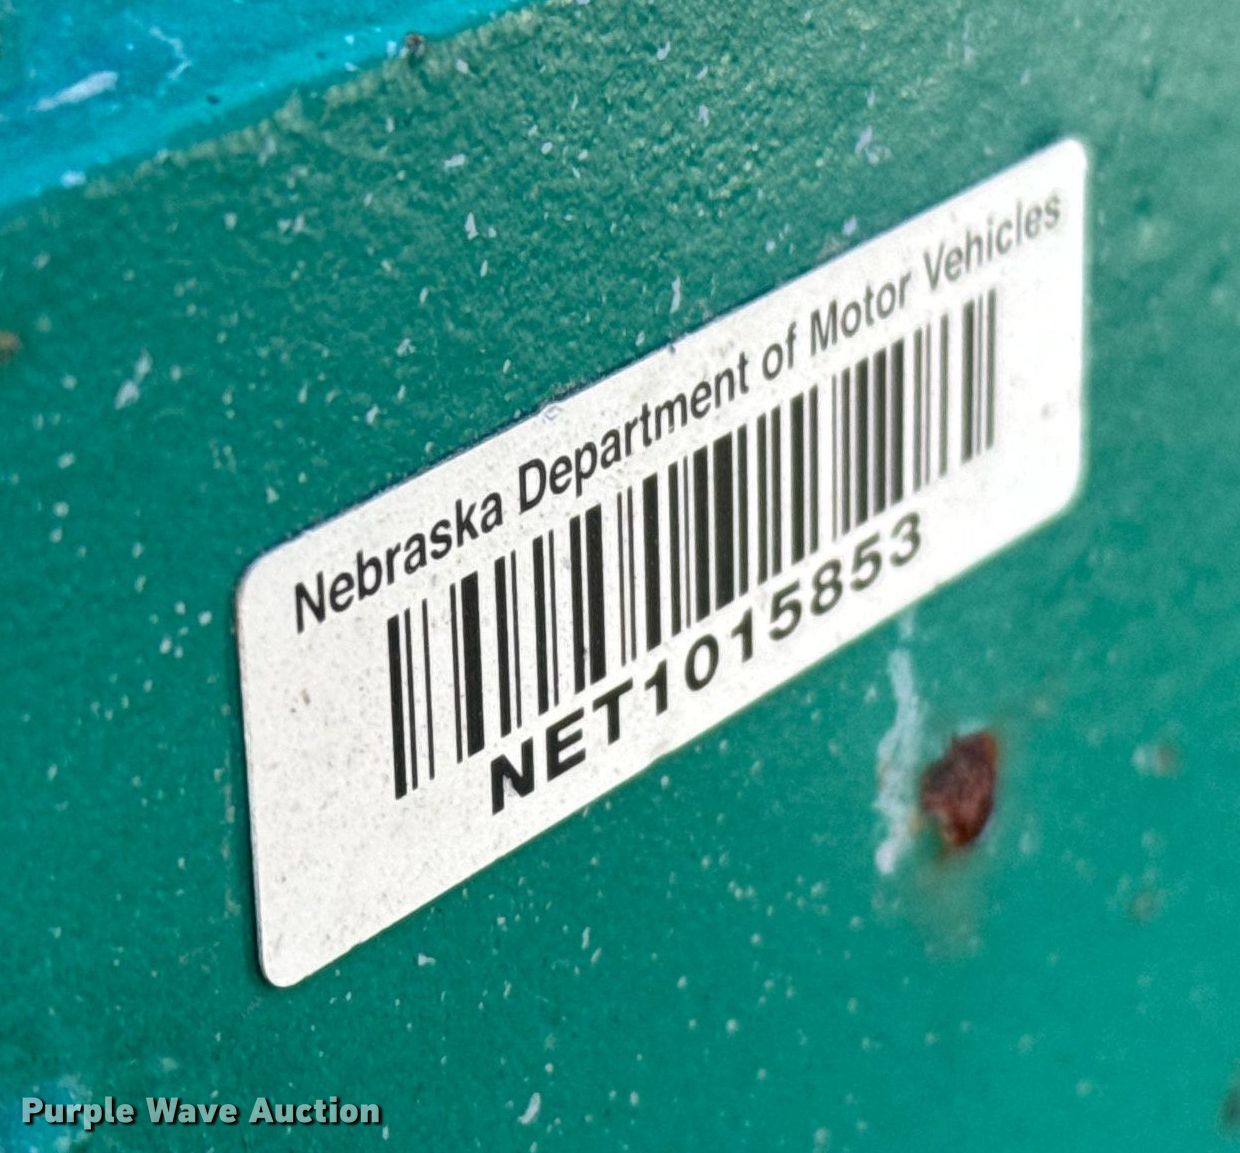 Nebraska Department of Motor Vehicles
NET1015853
Purple Wave Auction